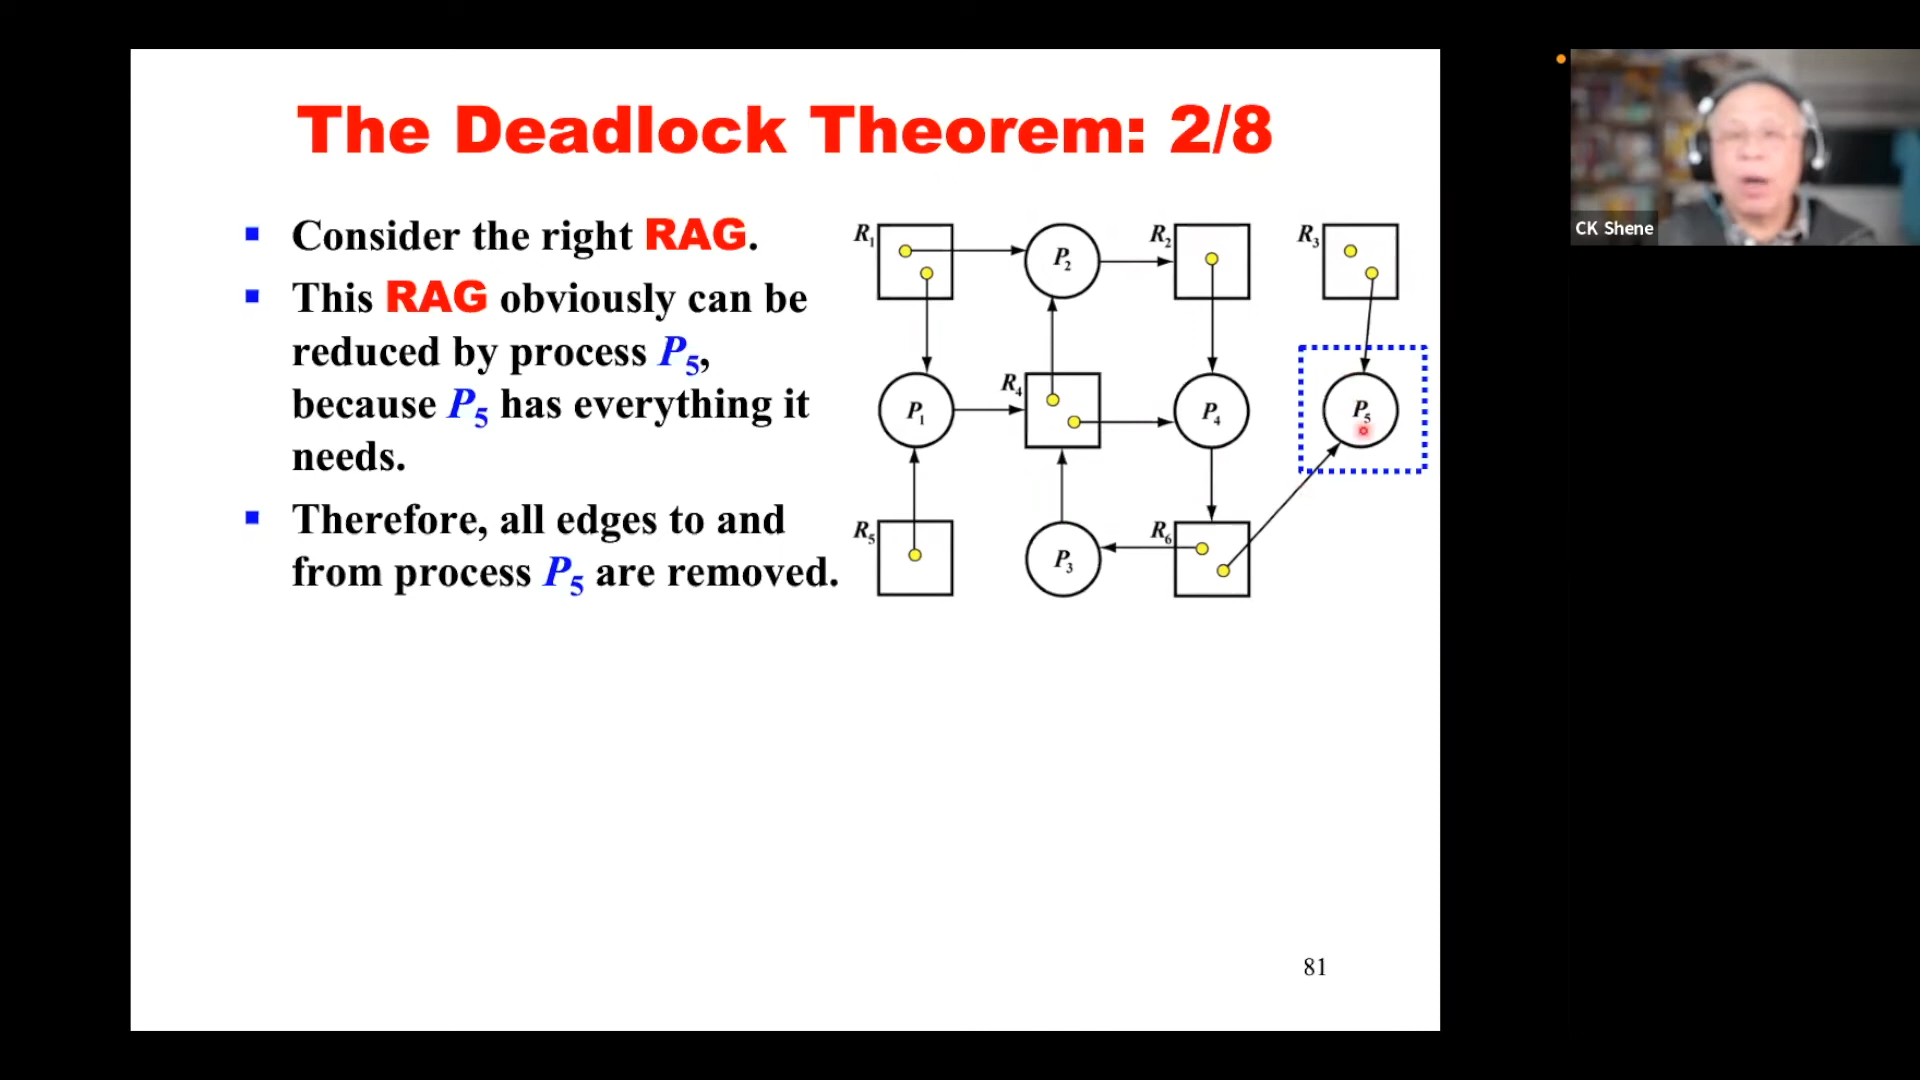 The Deadlock Theorem: 2/8
CK Shene
Consider the right RAG.
This RAG obviously can be
reduced by process P5,
because P5 has everything it
needs.
Therefore, all edges to and
from process P5 are removed.
R1
P2
R2
R3
P1
R4
P4
P5
R5
P3
R6
81